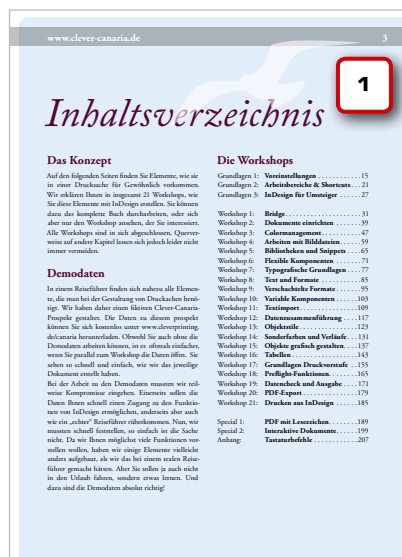 www.clever-canaria.de 3
1
Inhaltsverzeichnis
Das Konzept
Auf den folgenden Seiten finden Sie Elemente, wie sie
in einer Drucksache für Gewöhnlich vorkommen.
Wir erklären Ihnen in insgesamt 21 Workshops, wie
Sie diese Elemente mit InDesign erstellen. Sie können
dazu das komplette Buch durcharbeiten, oder sich
aber nur den Workshop ansehen, der Sie interessiert.
Alle Workshops sind in sich abgeschlossen, Querver-
weise auf andere Kapitel lassen sich jedoch leider nicht
immer vermeiden.
Demodaten
In einem Reiseführer finden sich nahezu alle Elemen-
te, die man bei der Gestaltung von Druckachen benö-
tigt. Wir haben daher einen fiktiven Clever-Canaria-
Prospekt gestaltet. Die Daten zu diesem prospekt
können Sie sich kostenlos unter www.cleverprinting.
de/canaria herunterladen. Obwohl Sie auch ohne die
Demodaten arbeiten können, ist es oftmals einfacher,
wenn Sie parallel zum Workshop die Daten öffen. Sie
sehen so schnell und einfach, wie wir das jeweilige
Dokument erstellt haben.
Bei der Arbeit zu den Demodaten mussten wir teil-
weise Kompromisse eingehen. Einerseits sollen die
Daten Ihnen schnell einen Zugang zu den Funktio-
nen von InDesign ermöglichen, anderseits aber auch
wie ein „echter“ Reiseführer rüberkommen. Nun, wir
mussten schnell feststellen, so einfach ist die Sache
nicht. Da wir Ihnen möglichst viele Funktionen vor-
stellen wollen, haben wir einige Elemente vielleicht
anders aufgebaut, als wir das bei einem realen Reise-
führer gemacht hätten. Aber Sie sollen ja auch nicht
in den Urlaub fahren, sondern etwas lernen. Und
dazu sind die Demodaten absolut richtig!
Die Workshops
Grundlagen 1: Voreinstellungen . . . . . . . . . . . . 15
Grundlagen 2: Arbeitsbereiche & Shortcuts . . . 21
Grundlagen 3: InDesign für Umsteiger . . . . . . 27
Workshop 1: Bridge . . . . . . . . . . . . . . . . . . . . 31
Workshop 2: Dokumente einrichten . . . . . . . . 39
Workshop 3: Colormanagement . . . . . . . . . . . 47
Workshop 4: Arbeiten mit Bilddateien . . . . . . 59
Workshop 5: Bibliotheken und Snippets . . . . . 65
Workshop 6: Flexible Komponenten . . . . . . . . 71
Workshop 7: Typografische Grundlagen . . . . . 77
Workshop 8: Text und Formate . . . . . . . . . . . 85
Workshop 9: Verschachtelte Formate . . . . . . . 95
Workshop 10: Variable Komponenten . . . . . . . 103
Workshop 11: Textimport . . . . . . . . . . . . . . . . 109
Workshop 12: Datenzusammenführung . . . . . . 117
Workshop 13: Objektstile . . . . . . . . . . . . . . . . 123
Workshop 14: Sonderfarben und Verläufe . . . . 131
Workshop 15: Objekte grafisch gestalten . . . . . 137
Workshop 16: Tabellen . . . . . . . . . . . . . . . . . . 143
Workshop 17: Grundlagen Druckvorstufe . . . . 155
Workshop 18: Preflight-Funktionen . . . . . . . . . 165
Workshop 19: Datencheck und Ausgabe . . . . . 171
Workshop 20: PDF-Export . . . . . . . . . . . . . . . 179
Workshop 21: Drucken aus InDesign . . . . . . . 185
Special 1: PDF mit Lesezeichen . . . . . . . . . 189
Special 2: Interaktive Dokumente . . . . . . . 199
Anhang: Tastaturbefehle . . . . . . . . . . . . . 207